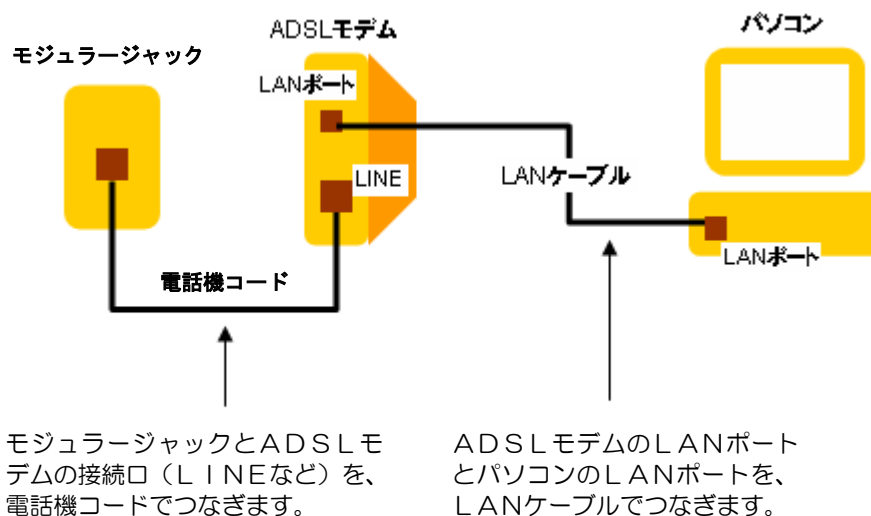 ADSLモデム
パソコン
モジュラージャック
LANポート
LINE
LANケーブル
LANポート
電話機コード
モジュラージャックとＡＤＳＬモ
デムの接続口（ＬＩＮＥなど）を、
電話機コードでつなぎます。
ＡＤＳＬモデムのＬＡＮポート
とパソコンのＬＡＮポートを、
ＬＡＮケーブルでつなぎます。